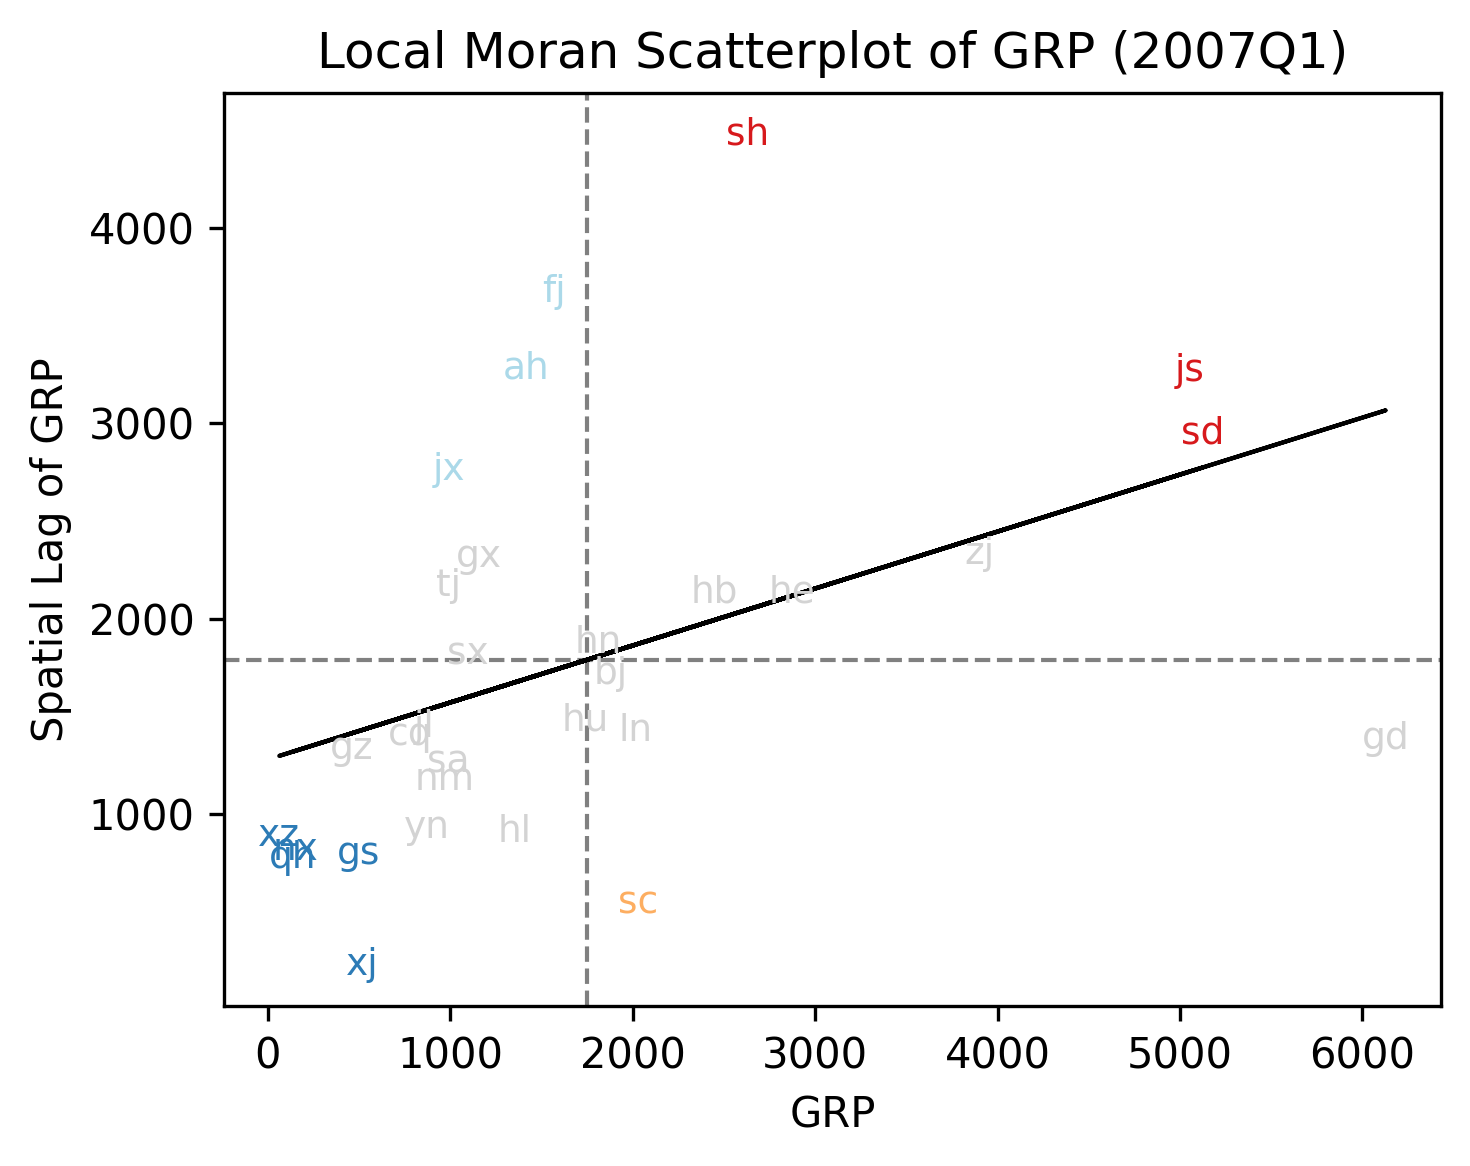 Local Moran Scatterplot of GRP (2007Q1)
Spatial Lag of GRP
4000
3000
2000
1000
sh
fj
ah
js
sd
jx
gx
zj
tj
hb
he
hn
sx
bj
hu
ln
gd
gz
sa
nm
yn
hl
xz
nx
qh
gs
sc
xj
0
1000
2000
3000
4000
5000
6000
GRP